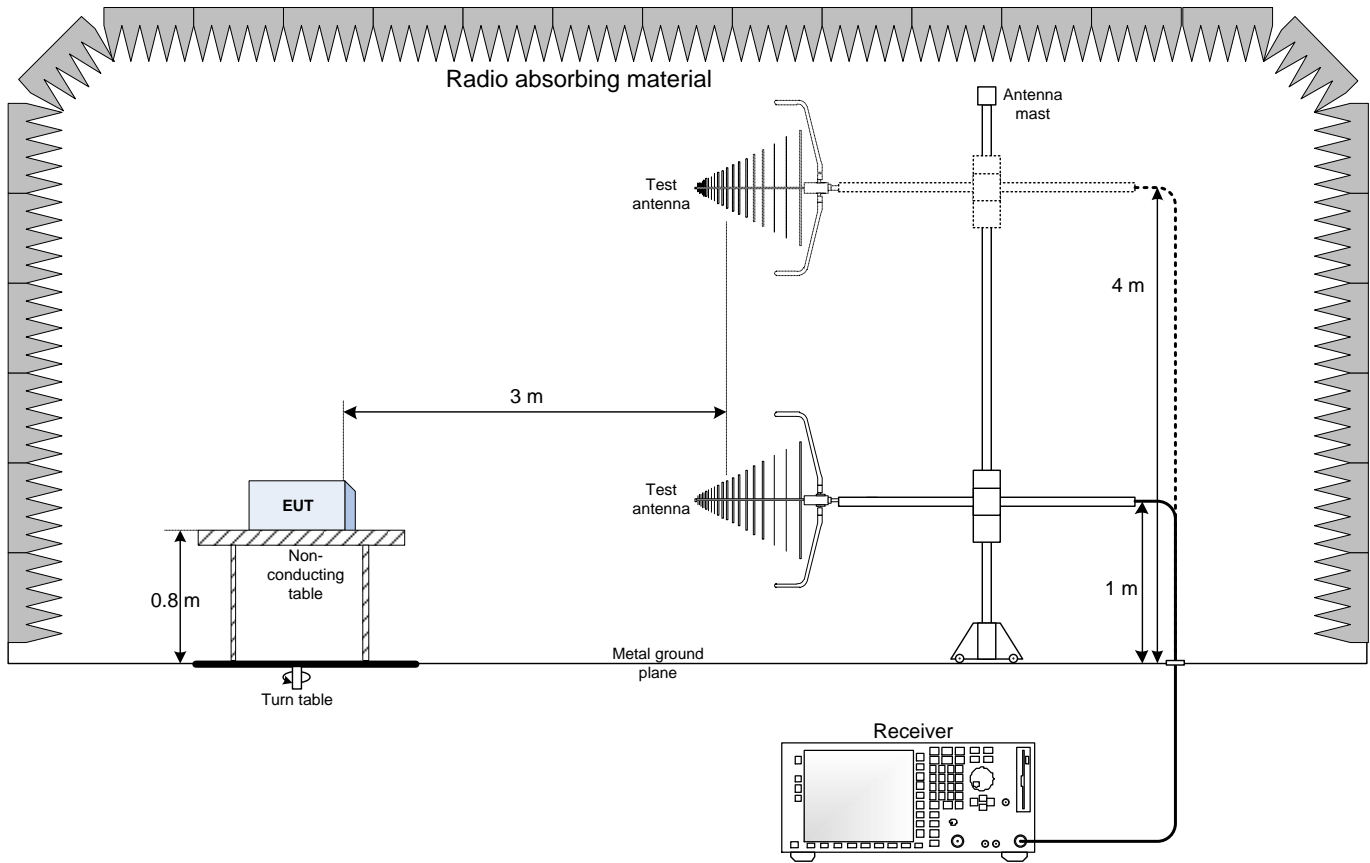 Radio absorbing material
Antenna
mast
Test
antenna
4 m
3 m
Test
antenna
EUT
Non-
conducting
table
0.8 m
1 m
Metal ground
plane
Turn table
Receiver